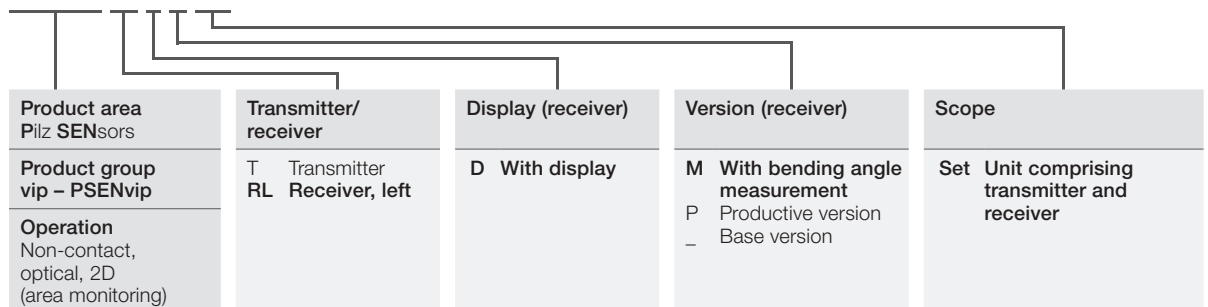 Product area
Pilz SENsors
Product group
vip – PSENvip
Operation
Non-contact,
optical, 2D
(area monitoring)
Transmitter/
receiver
T Transmitter
RL Receiver, left
Display (receiver)
D With display
Version (receiver)
M With bending angle
measurement
P Productive version
_ Base version
Scope
Set Unit comprising
transmitter and
receiver